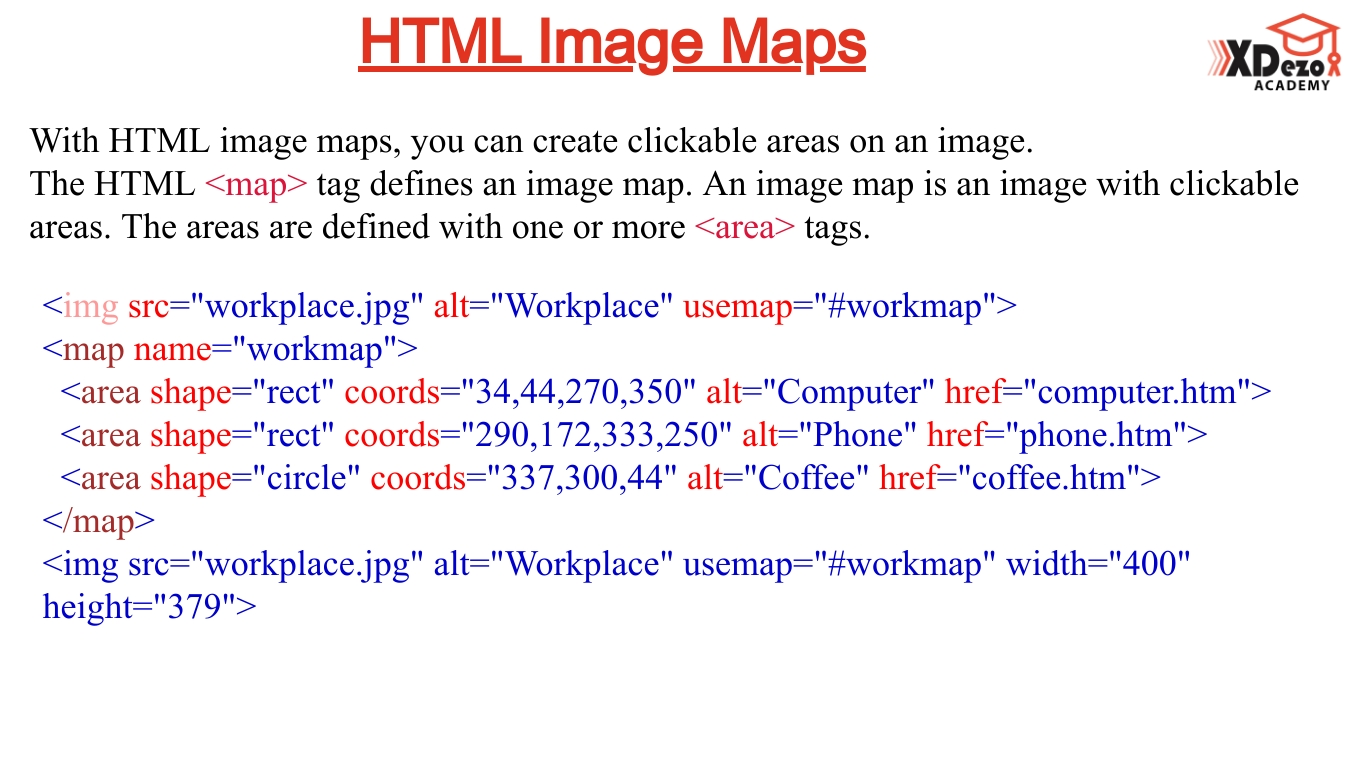 HTML Image Maps
XDezo
ACADEMY
With HTML image maps, you can create clickable areas on an image.
The HTML <map> tag defines an image map. An image map is an image with clickable
areas. The areas are defined with one or more <area> tags.
<img src="workplace.jpg" alt="Workplace" usemap="#workmap">
<map name="workmap">
<area shape="rect" coords="34,44,270,350" alt="Computer" href="computer.htm">
<area shape="rect" coords="290,172,333,250" alt="Phone" href="phone.htm">
<area shape="circle" coords="337,300,44" alt="Coffee" href="coffee.htm">
</map>
<img src="workplace.jpg" alt="Workplace" usemap="#workmap" width="400"
height="379">